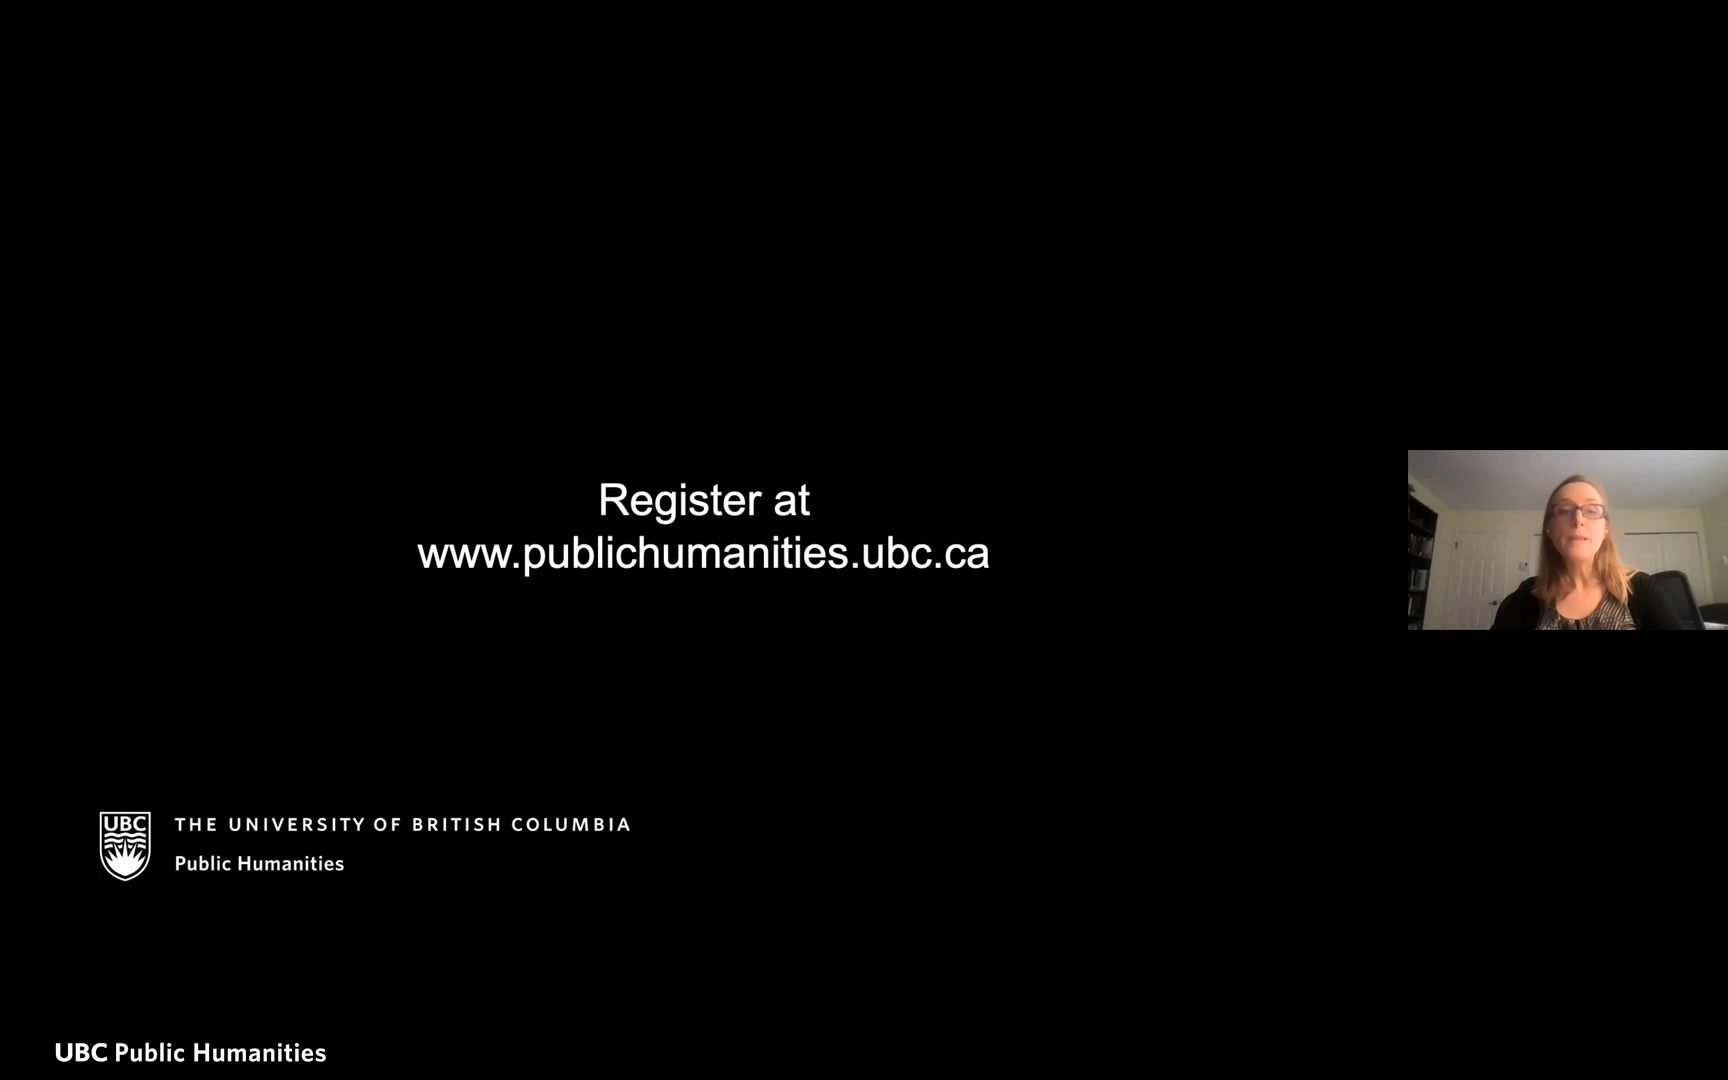 Register at
www.publichumanities.ubc.ca
UBC
THE UNIVERSITY OF BRITISH COLUMBIA
Public Humanities
UBC Public Humanities